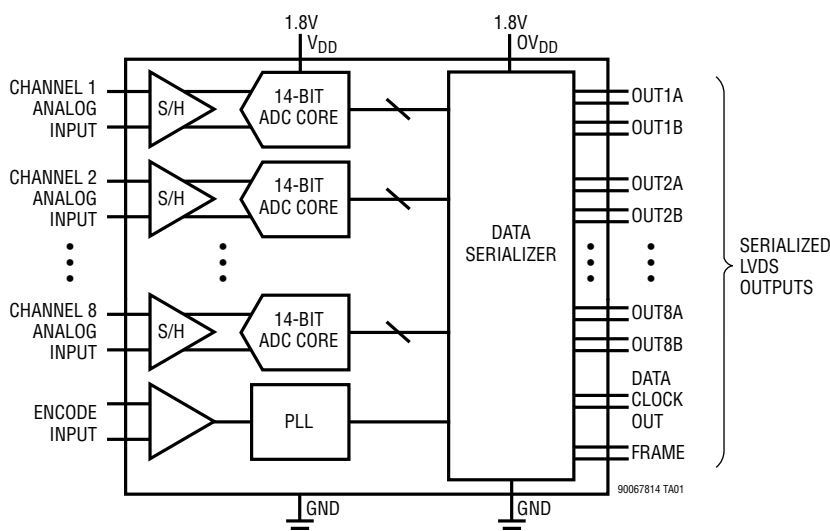 1.8V
V_DD
1.8V
OV_DD
CHANNEL 1
ANALOG
INPUT
S/H
14-BIT
ADC CORE
OUT1A
OUT1B
CHANNEL 2
ANALOG
INPUT
S/H
14-BIT
ADC CORE
OUT2A
OUT2B
DATA
SERIALIZER
SERIALIZED
LVDS
OUTPUTS
CHANNEL 8
ANALOG
INPUT
S/H
14-BIT
ADC CORE
OUT8A
OUT8B
ENCODE
INPUT
PLL
DATA
CLOCK
OUT
FRAME
90067814 TA01
GND
GND